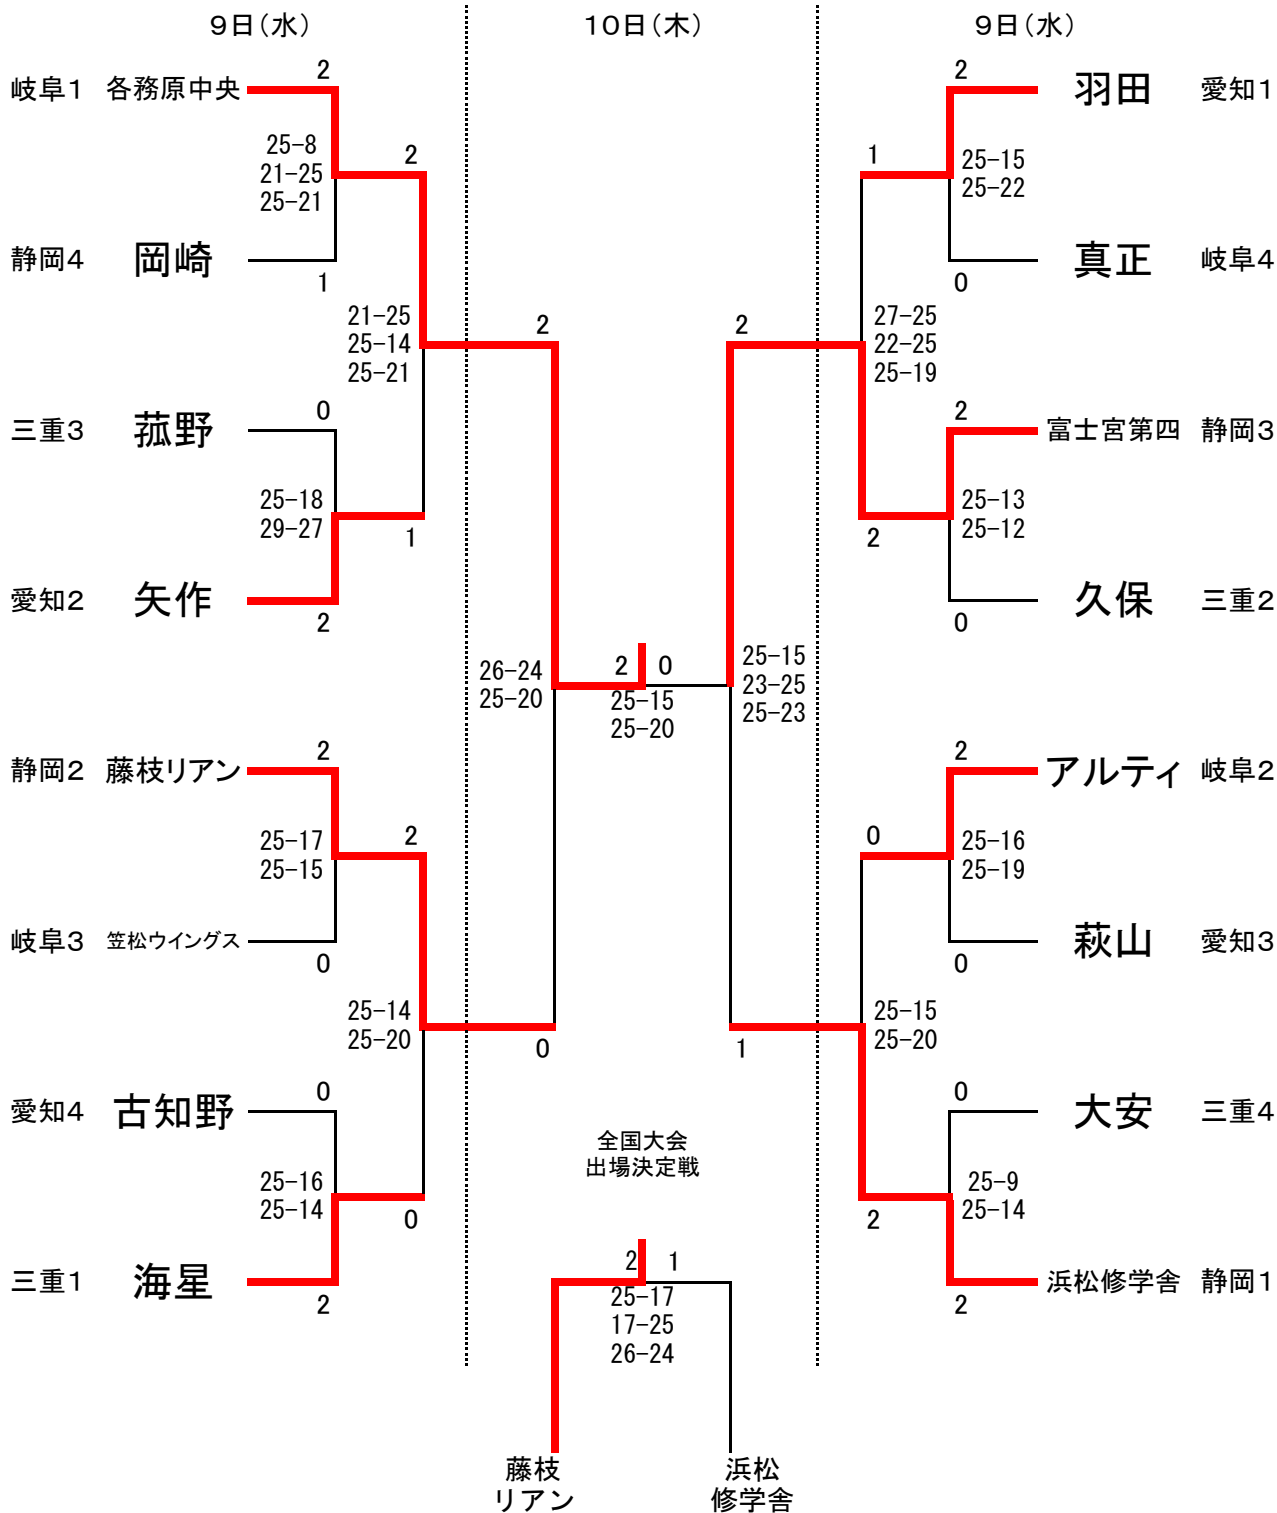 9日(水)
10日(木)
9日(水)
岐阜1 各務原中央
2
25-8
21-25
25-21
静岡4 岡崎
1
2
21-25
25-14
25-21
三重3 菰野
0
25-18
29-27
愛知2 矢作
2
1
静岡2 藤枝リアン
2
25-17
25-15
岐阜3 笠松ウイングス
0
2
25-14
25-20
愛知4 古知野
0
25-16
25-14
三重1 海星
2
0
2
26-24
25-20
0
2 0
25-15
25-20
2
25-15
23-25
25-23
1
2
羽田 愛知1
25-15
25-22
真正 岐阜4
0
1
27-25
22-25
25-19
2
富士宮第四 静岡3
25-13
25-12
久保 三重2
0
2
2
アルティ 岐阜2
25-16
25-19
萩山 愛知3
0
0
25-15
25-20
0
大安 三重4
25-9
25-14
浜松修学舎 静岡1
2
2
全国大会
出場決定戦
2 1
25-17
17-25
26-24
藤枝
リアン
浜松
修学舎